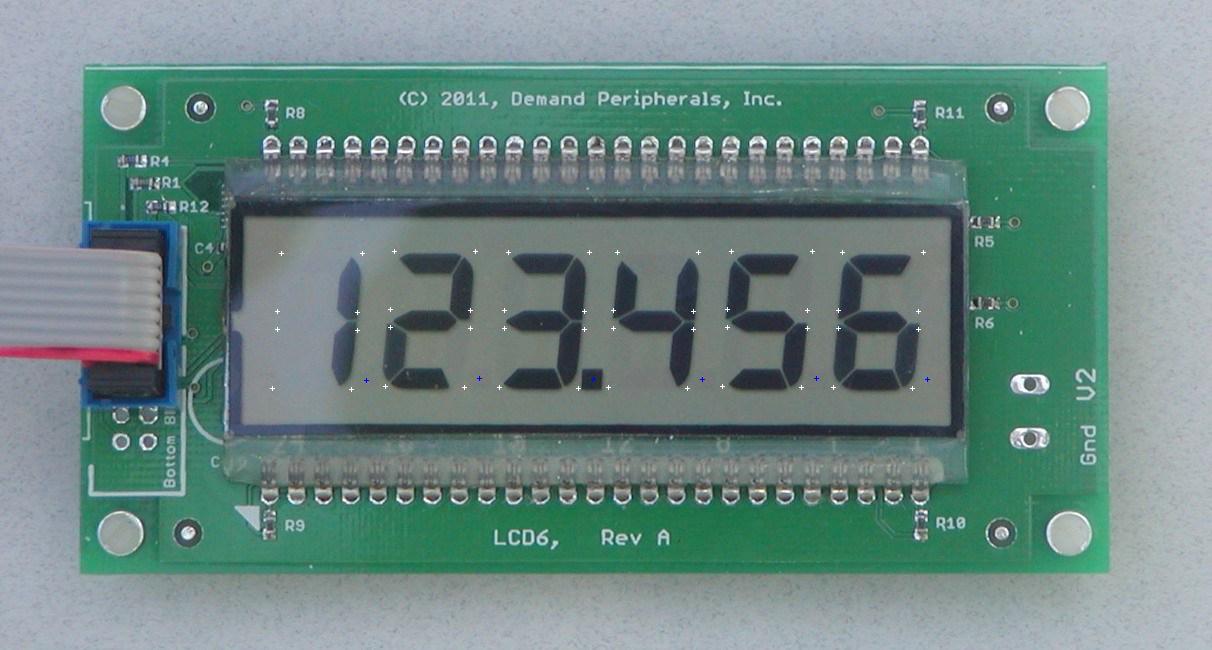 (C) 2011, Demand Peripherals, Inc.
R8
R11
R4
R1
R12
C4
R5
R6
123.456
Gnd V2
R9
LCD6, Rev A
R10